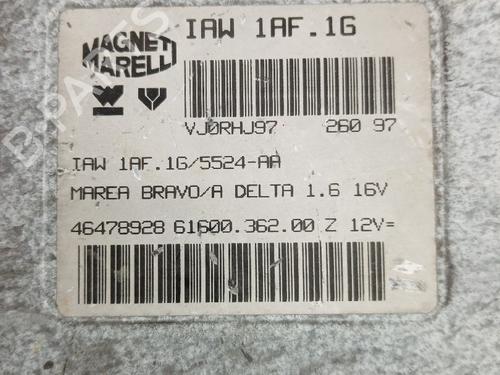 MAGNETI MARELLI
IAW 1AF.1G
VJ0RHJ97 260 97
IAW 1AF.1G/5524-AA
MAREA BRAVO/A DELTA 1.6 16V
46478928 61600.362.00 Z 12V=
B-PARTS